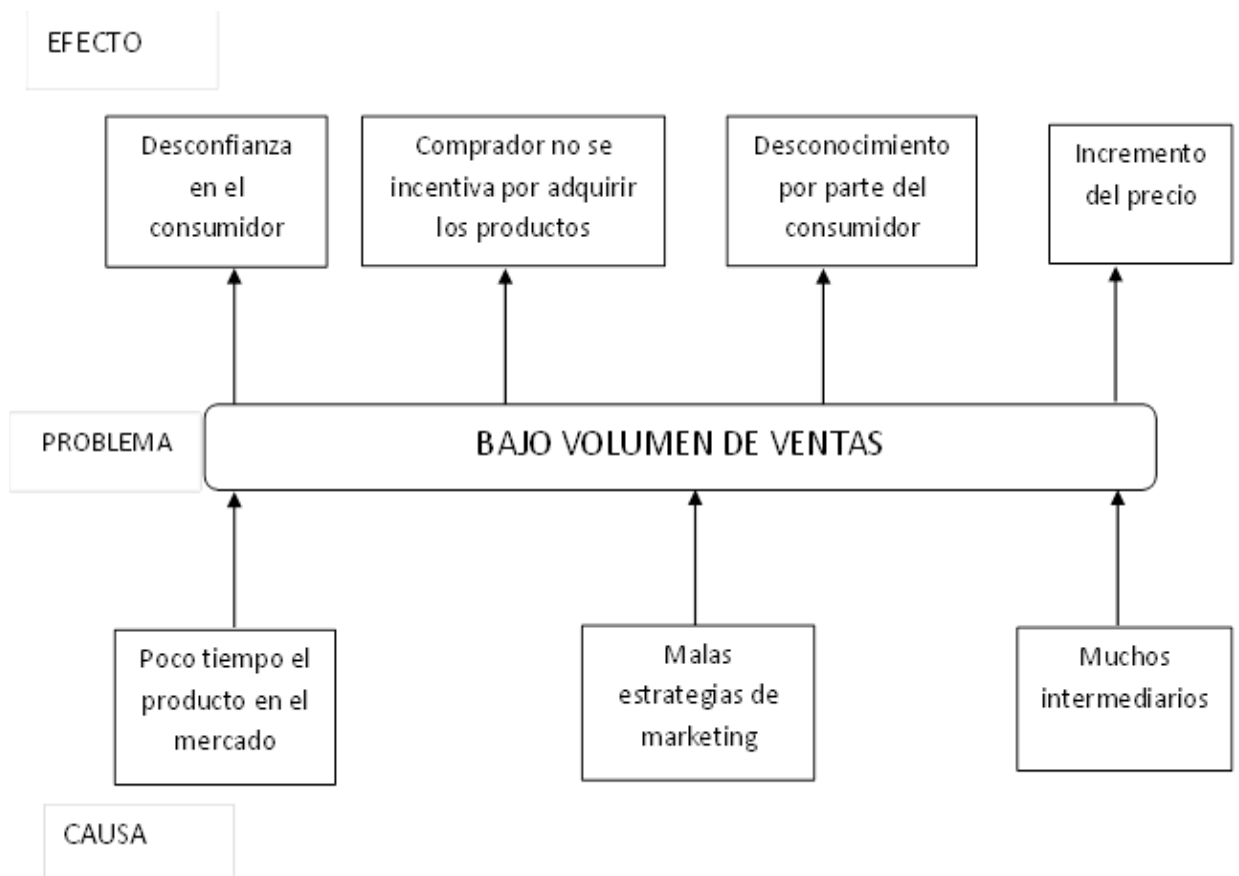 EFECTO
Desconfianza
en el
consumidor
Comprador no se
incentiva por adquirir
los productos
Desconocimiento
por parte del
consumidor
Incremento
del precio
PROBLEMA
BAJO VOLUMEN DE VENTAS
Poco tiempo el
producto en el
mercado
Malas
estrategias de
marketing
Muchos
intermediarios
CAUSA